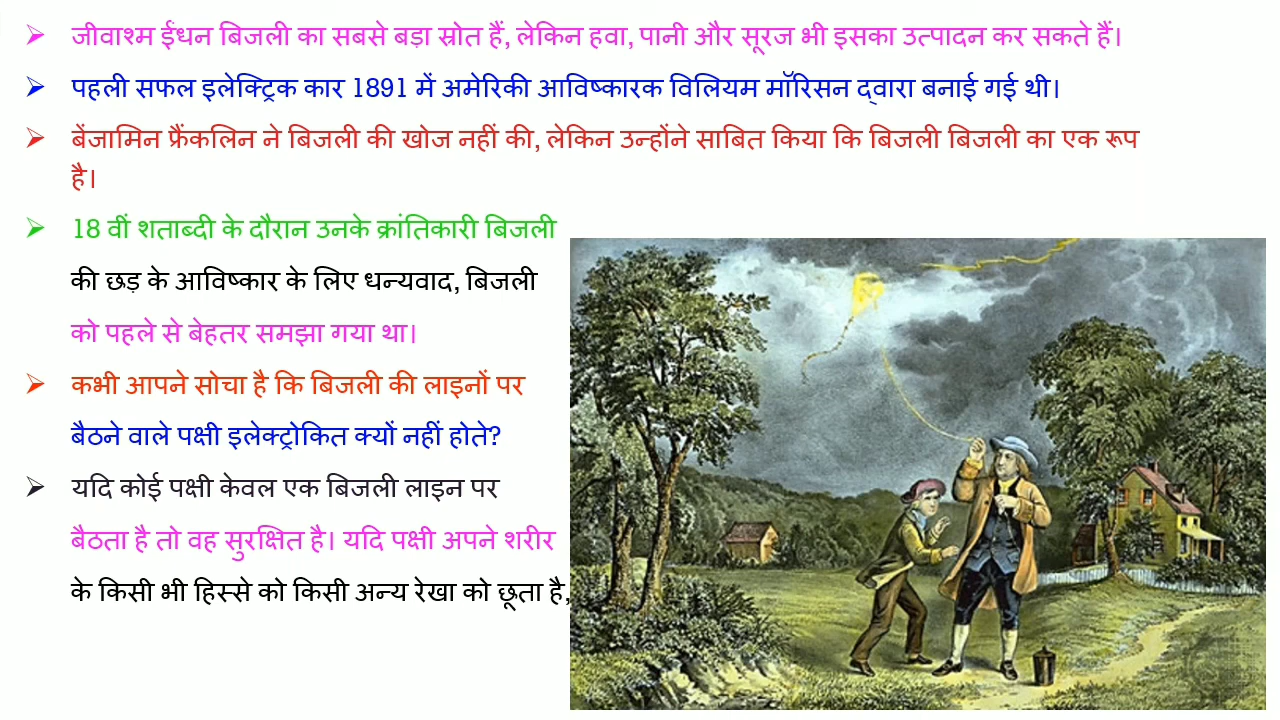 जीवाश्म ईंधन बिजली का सबसे बड़ा स्रोत हैं, लेकिन हवा, पानी और सूरज भी इसका उत्पादन कर सकते हैं।
पहली सफल इलेक्ट्रिक कार 1891 में अमेरिकी आविष्कारक विलियम मॉरिसन द्वारा बनाई गई थी।
बेंजामिन फ्रैंकलिन ने बिजली की खोज नहीं की, लेकिन उन्होंने साबित किया कि बिजली बिजली का एक रूप
है।
18 वीं शताब्दी के दौरान उनके क्रांतिकारी बिजली
की छड़ के आविष्कार के लिए धन्यवाद, बिजली
को पहले से बेहतर समझा गया था।
कभी आपने सोचा है कि बिजली की लाइनों पर
बैठने वाले पक्षी इलेक्ट्रोकित क्यों नहीं होते?
यदि कोई पक्षी केवल एक बिजली लाइन पर
बैठता है तो वह सुरक्षित है। यदि पक्षी अपने शरीर
के किसी भी हिस्से को किसी अन्य रेखा को छूता है,